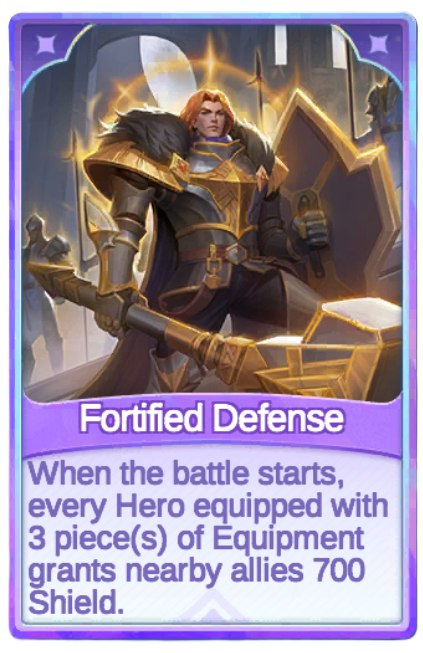 Fortified Defense
When the battle starts,
every Hero equipped with
3 piece(s) of Equipment
grants nearby allies 700
Shield.